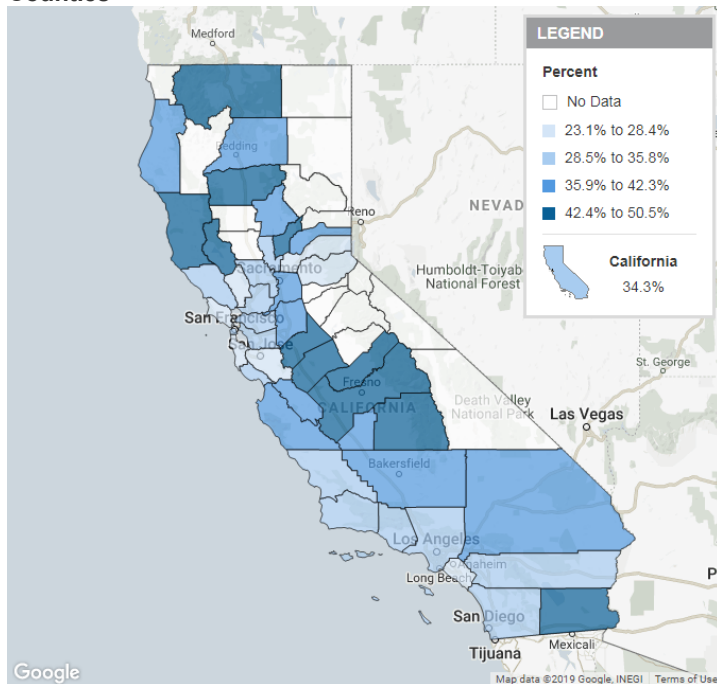 Counties
Medford
LEGEND
Percent
No Data
23.1% to 28.4%
28.5% to 35.8%
35.9% to 42.3%
42.4% to 50.5%
California
34.3%
Redding
Reno
NEVAD
Sacramento
Humboldt-Toiyab
National Forest
San Francisco
San Jose
St. George
Fresno
CALIFORNIA
Death Valley
National Park
Las Vegas
Bakersfield
Los Angeles
Anaheim
Long Beach
P
San Diego
Tijuana
Mexicali
Google
Map data ©2019 Google, INEGI
Terms of Use